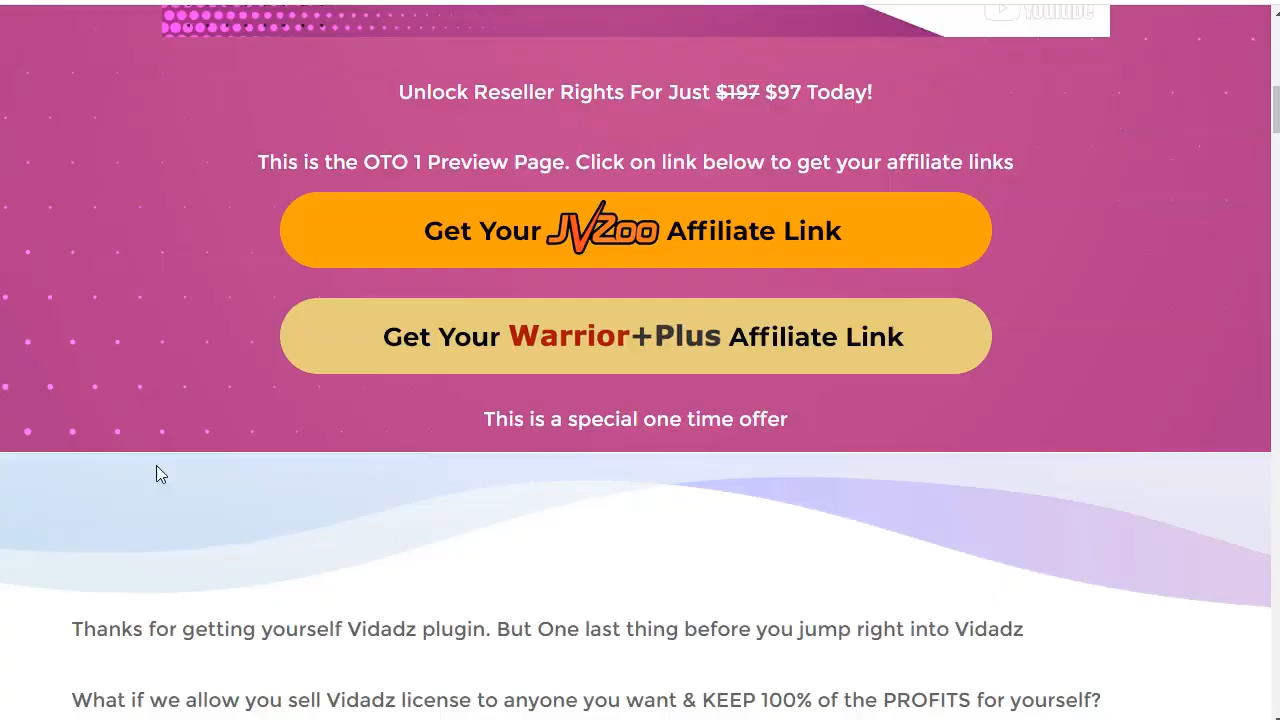 YouTube
Unlock Reseller Rights For Just $197 $97 Today!
This is the OTO 1 Preview Page. Click on link below to get your affiliate links
Get Your JVZoo Affiliate Link
Get Your Warrior+Plus Affiliate Link
This is a special one time offer
Thanks for getting yourself Vidadz plugin. But One last thing before you jump right into Vidadz
What if we allow you sell Vidadz license to anyone you want & KEEP 100% of the PROFITS for yourself?